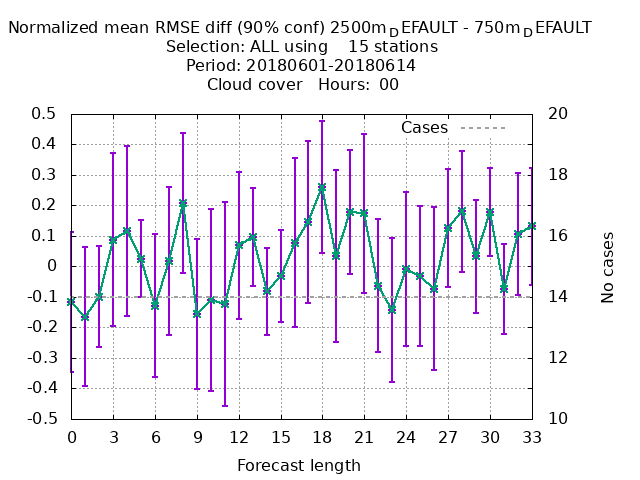 Normalized mean RMSE diff (90% conf) 2500m_DEFAULT - 750m_DEFAULT
Selection: ALL using    15 stations
Period: 20180601-20180614
Cloud cover   Hours: 00
Cases
0.5
0.4
0.3
0.2
0.1
0
-0.1
-0.2
-0.3
-0.4
-0.5
20
18
16
14
12
10
No cases
0 3 6 9 12 15 18 21 24 27 30 33
Forecast length